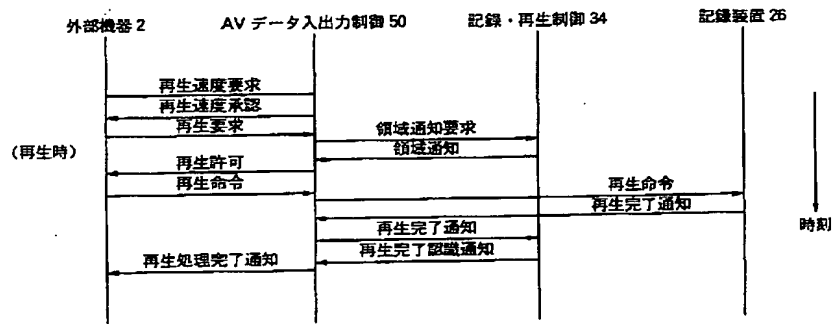 外部機器 2
AV データ入出力制御 50
記録・再生制御 34
記録装置 26
再生速度要求
再生速度承認
再生要求
領域通知要求
領域通知
(再生時)
再生許可
再生命令
再生命令
再生完了通知
時刻
再生完了通知
再生完了認識通知
再生処理完了通知